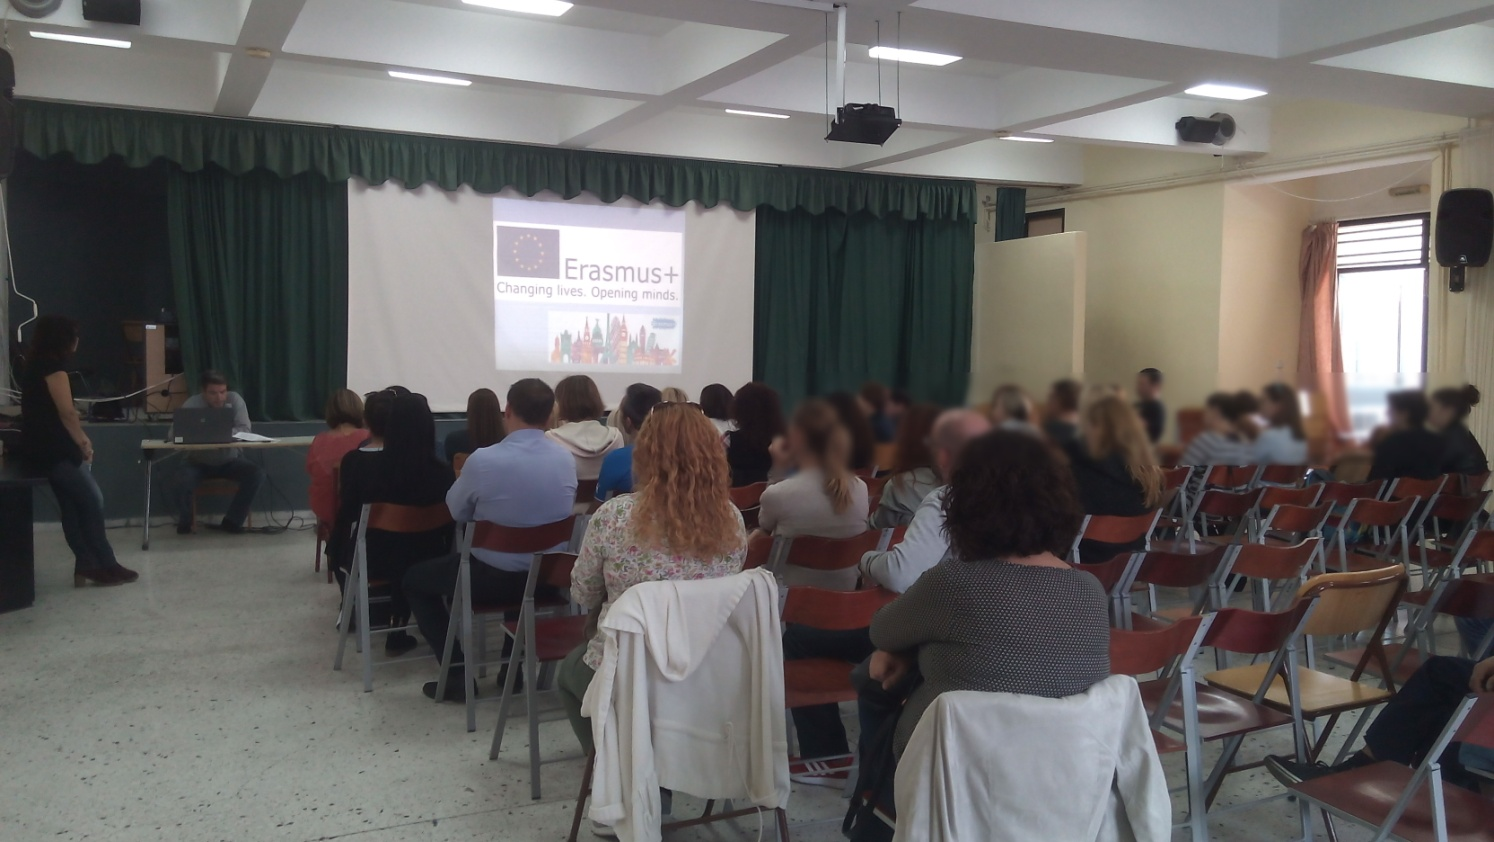 Erasmus+
Changing lives. Opening minds.